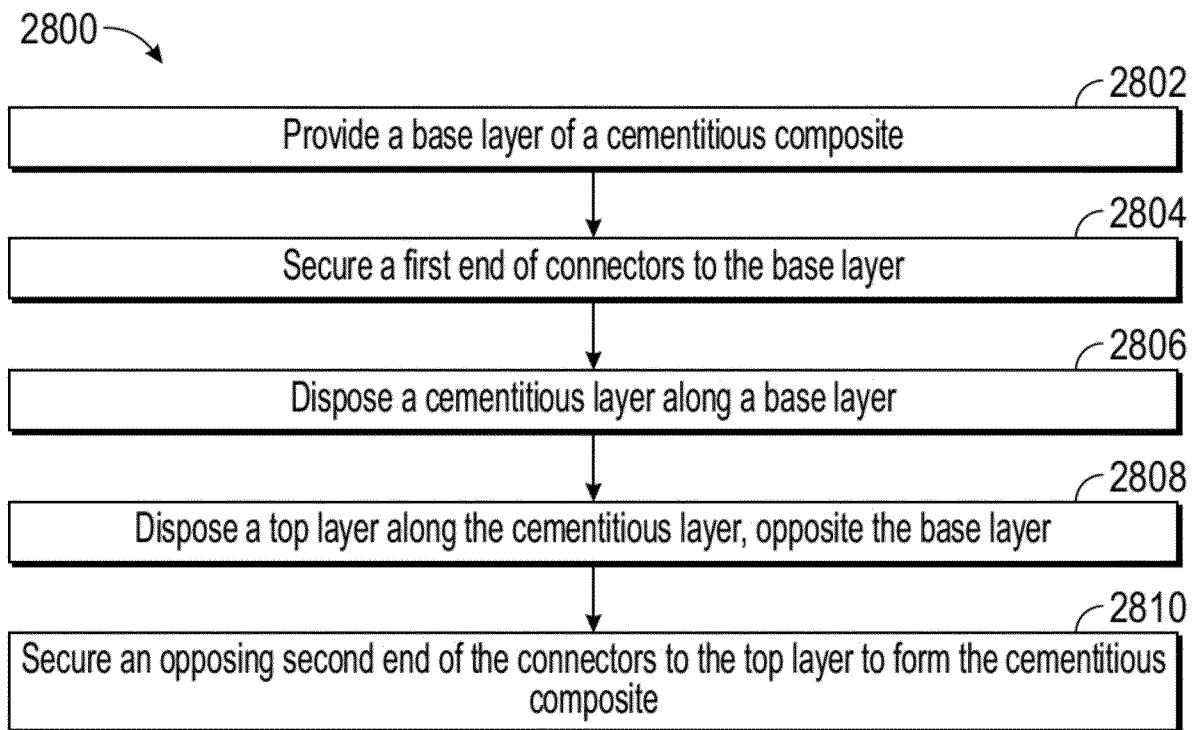 2800
2802
Provide a base layer of a cementitious composite
2804
Secure a first end of connectors to the base layer
2806
Dispose a cementitious layer along a base layer
2808
Dispose a top layer along the cementitious layer, opposite the base layer
2810
Secure an opposing second end of the connectors to the top layer to form the cementitious
composite